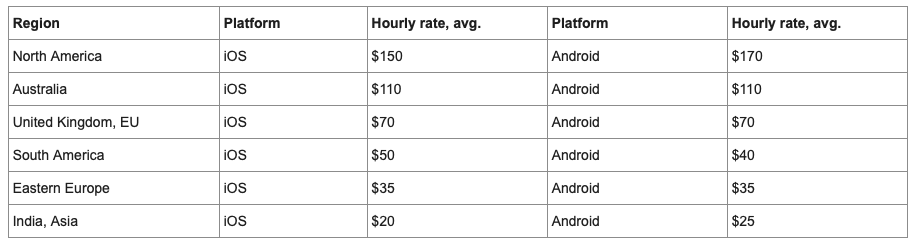 Region Platform Hourly rate, avg. Platform Hourly rate, avg.
North America iOS $150 Android $170
Australia iOS $110 Android $110
United Kingdom, EU iOS $70 Android $70
South America iOS $50 Android $40
Eastern Europe iOS $35 Android $35
India, Asia iOS $20 Android $25